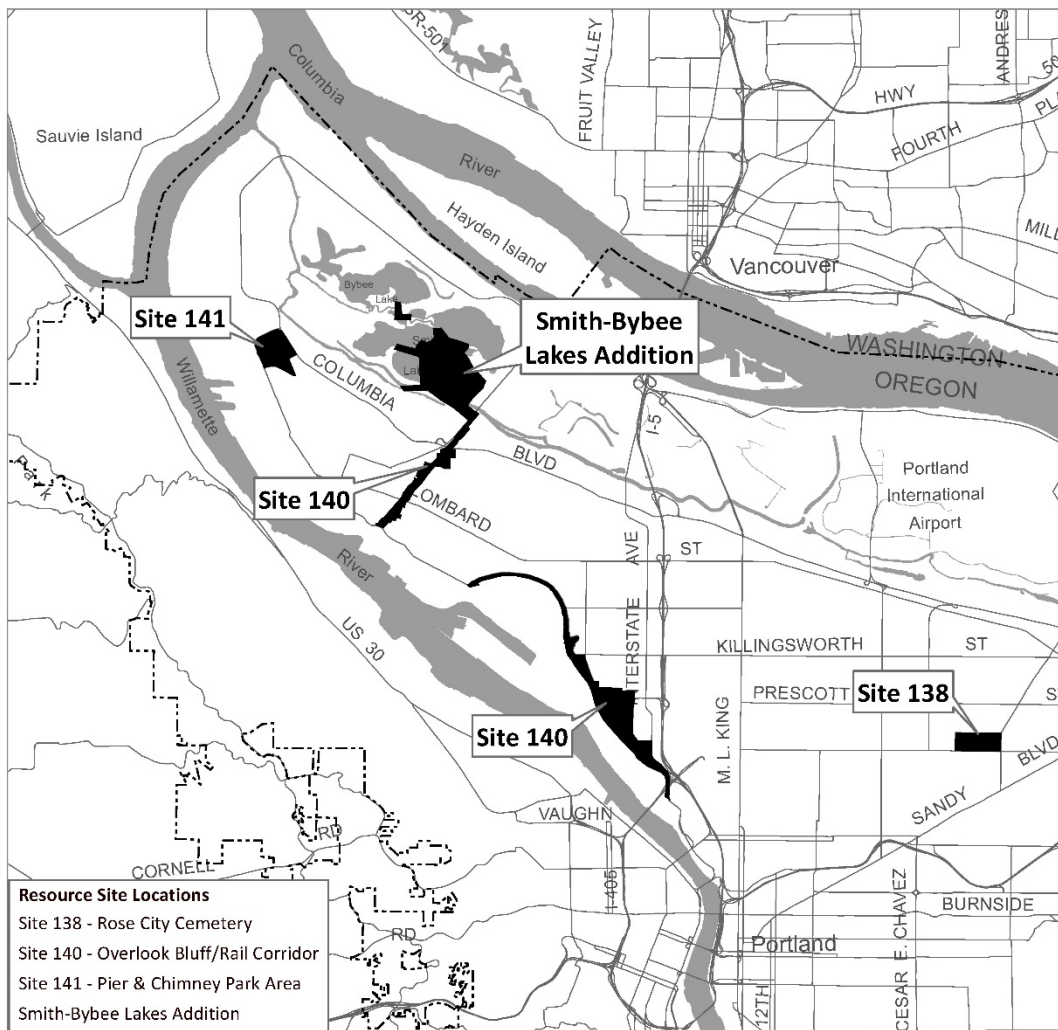 SR-501
Columbia
FRUIT VALLEY
ANDRES
HWY
FOURTH
PL
MILL
Sauvie Island
River
Hayden Island
Vancouver
Bybee
Lake
Smith-Bybee
Lakes Addition
Site 141
WASHINGTON
OREGON
COLUMBIA
BLVD
I-5
Willamette
Portland
International
Airport
Site 140
LOMBARD
ST
AVE
River
US 30
KILLINGSWORTH
ST
PRESCOTT
Site 138
Site 140
M.L. KING
BLVD
SANDY
VAUGHN
RD
CORNELL
I-405
CESAR E. CHAVEZ
BURNSIDE
RD
Portland
12TH
Resource Site Locations
Site 138 - Rose City Cemetery
Site 140 - Overlook Bluff/Rail Corridor
Site 141 - Pier & Chimney Park Area
Smith-Bybee Lakes Addition